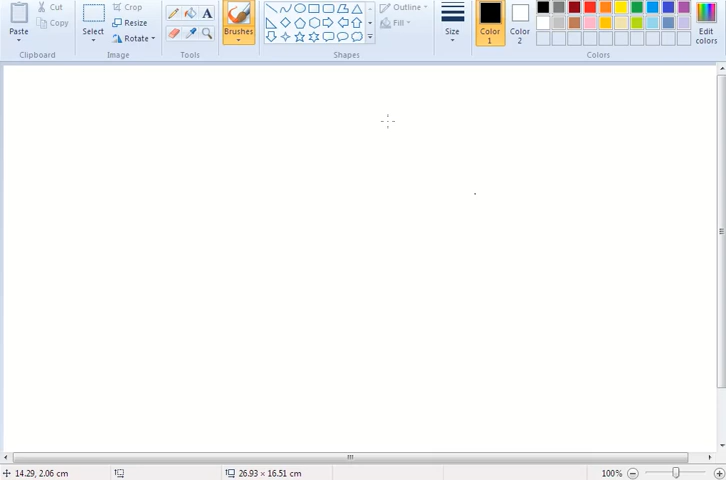 Cut
Copy
Paste
Clipboard
Crop
Resize
Rotate
Select
Image
A
Tools
Brushes
Outline
Fill
Shapes
Size
Color 1
Color 2
Edit colors
Colors
14.29, 2.06 cm
26.93 × 16.51 cm
100%